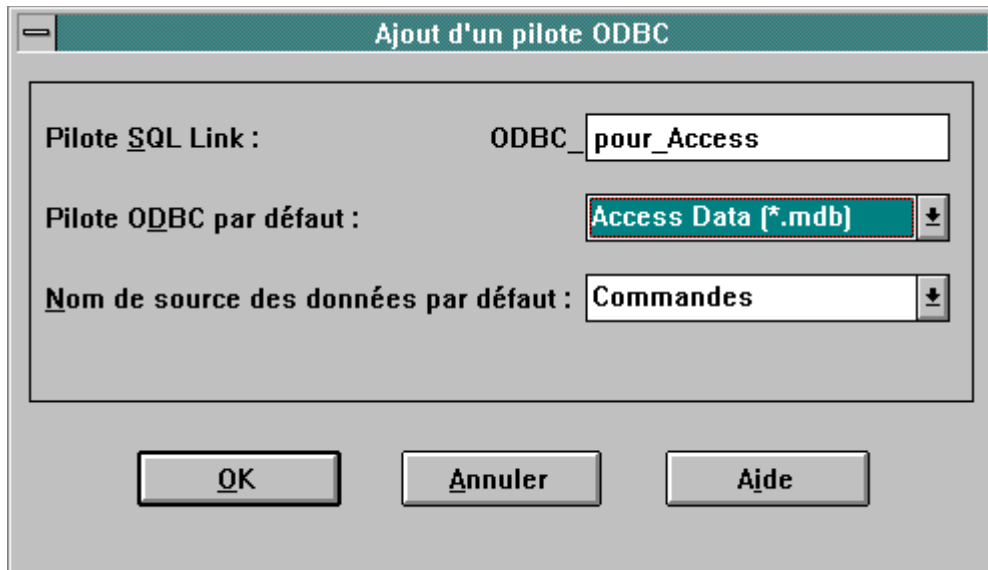 Ajout d'un pilote ODBC
Pilote SQL Link : ODBC_ pour_Access
Pilote ODBC par défaut : Access Data (*.mdb)
Nom de source des données par défaut : Commandes
OK Annuler Aide